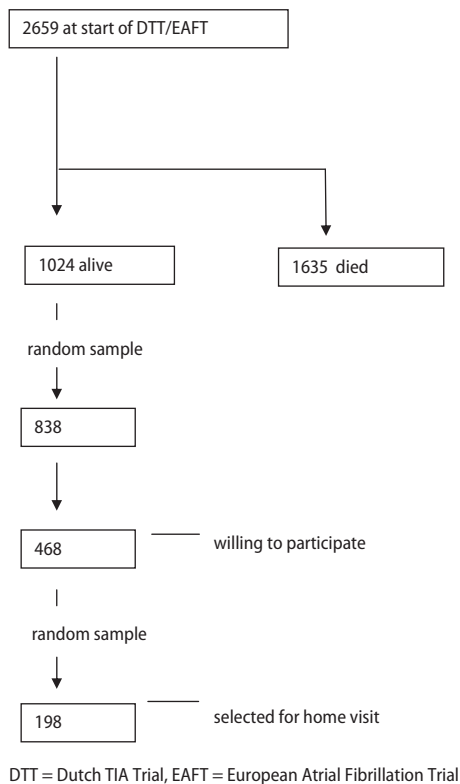 2659 at start of DTT/EAFT
1024 alive
1635 died
random sample
838
468
willing to participate
random sample
198
selected for home visit
DTT = Dutch TIA Trial, EAFT = European Atrial Fibrillation Trial